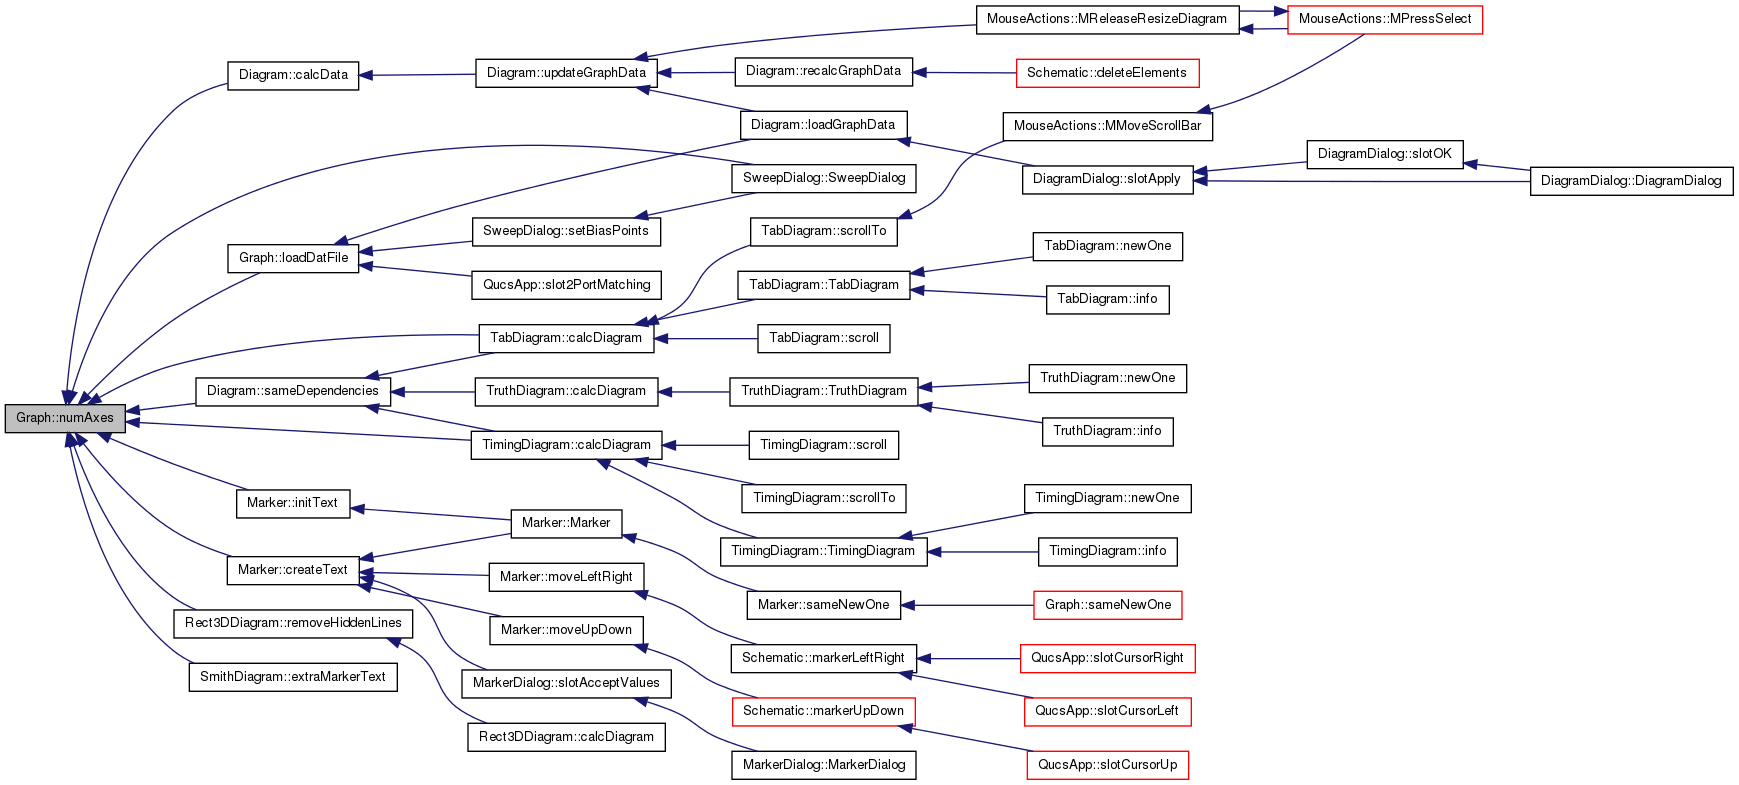 Graph::numAxes
Diagram::calcData
Graph::loadDatFile
Diagram::sameDependencies
Marker::initText
Marker::createText
Rect3DDiagram::removeHiddenLines
SmithDiagram::extraMarkerText
Diagram::updateGraphData
SweepDialog::setBiasPoints
QucsApp::slot2PortMatching
TabDiagram::calcDiagram
TruthDiagram::calcDiagram
TimingDiagram::calcDiagram
Marker::Marker
Marker::moveLeftRight
Marker::moveUpDown
MarkerDialog::slotAcceptValues
Rect3DDiagram::calcDiagram
Diagram::recalcGraphData
Diagram::loadGraphData
SweepDialog::SweepDialog
TabDiagram::scrollTo
TabDiagram::TabDiagram
TabDiagram::scroll
TruthDiagram::TruthDiagram
TimingDiagram::scroll
TimingDiagram::scrollTo
TimingDiagram::TimingDiagram
Marker::sameNewOne
Schematic::markerLeftRight
Schematic::markerUpDown
MarkerDialog::MarkerDialog
MouseActions::MReleaseResizeDiagram
Schematic::deleteElements
MouseActions::MMoveScrollBar
DiagramDialog::slotApply
TabDiagram::newOne
TabDiagram::info
TruthDiagram::newOne
TruthDiagram::info
TimingDiagram::newOne
TimingDiagram::info
Graph::sameNewOne
QucsApp::slotCursorRight
QucsApp::slotCursorLeft
QucsApp::slotCursorUp
MouseActions::MPressSelect
DiagramDialog::slotOK
DiagramDialog::DiagramDialog